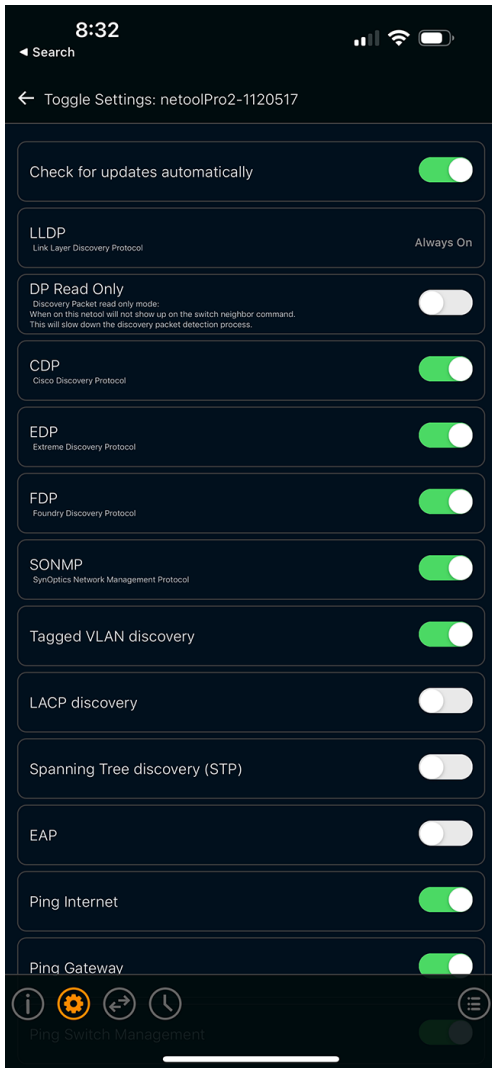 8:32
◀ Search
← Toggle Settings: netoolPro2-1120517
Check for updates automatically
LLDP
Link Layer Discovery Protocol
Always On
DP Read Only
Discovery Packet read only mode:
When on this netool will not show up on the switch neighbor command.
This will slow down the discovery packet detection process.
CDP
Cisco Discovery Protocol
EDP
Extreme Discovery Protocol
FDP
Foundry Discovery Protocol
SONMP
SynOptics Network Management Protocol
Tagged VLAN discovery
LACP discovery
Spanning Tree discovery (STP)
EAP
Ping Internet
Ping Gateway
Ping Switch Management